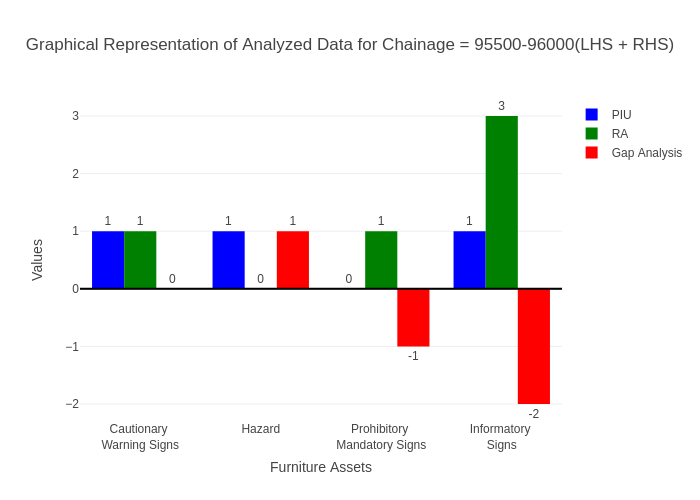 Graphical Representation of Analyzed Data for Chainage = 95500-96000(LHS + RHS)
PIU
RA
Gap Analysis
Values
3
2
1
0
−1
−2
1
1
0
1
0
1
0
1
-1
1
3
-2
Cautionary
Warning Signs
Hazard
Prohibitory
Mandatory Signs
Informatory
Signs
Furniture Assets